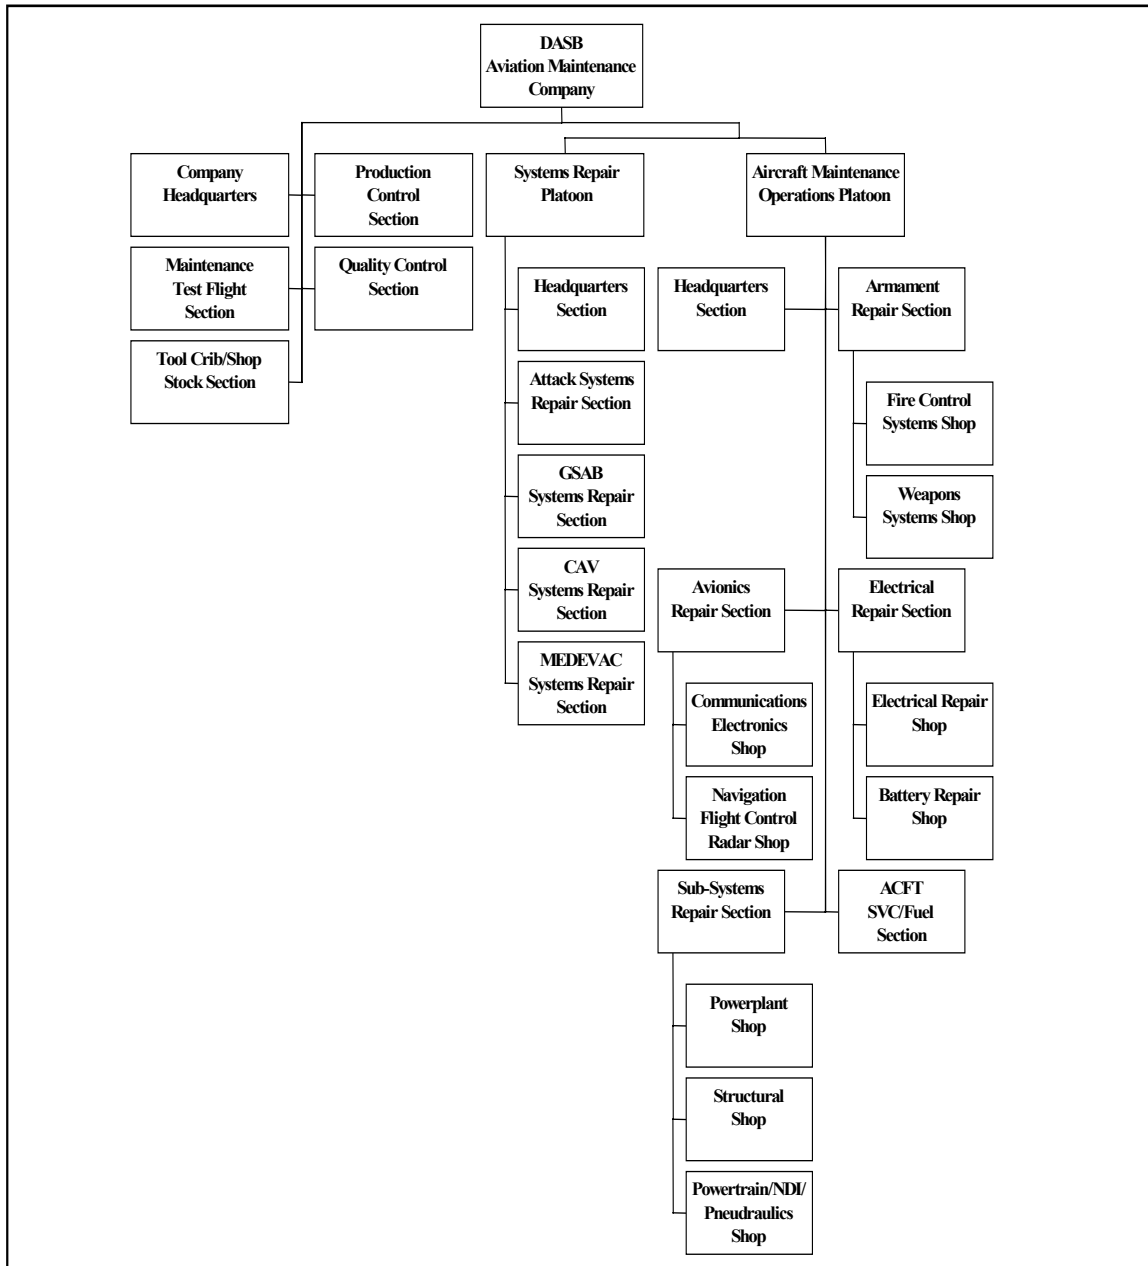 DASB
Aviation Maintenance
Company
Company
Headquarters
Production
Control
Section
Systems Repair
Platoon
Aircraft Maintenance
Operations Platoon
Maintenance
Test Flight
Section
Quality Control
Section
Headquarters
Section
Headquarters
Section
Armament
Repair Section
Tool Crib/Shop
Stock Section
Attack Systems
Repair Section
Fire Control
Systems Shop
GSAB
Systems Repair
Section
Weapons
Systems Shop
CAV
Systems Repair
Section
Avionics
Repair Section
Electrical
Repair Section
MEDEVAC
Systems Repair
Section
Communications
Electronics
Shop
Electrical Repair
Shop
Navigation
Flight Control
Radar Shop
Battery Repair
Shop
Sub-Systems
Repair Section
ACFT
SVC/Fuel
Section
Powerplant
Shop
Structural
Shop
Powertrain/NDI/
Pneudraulics
Shop